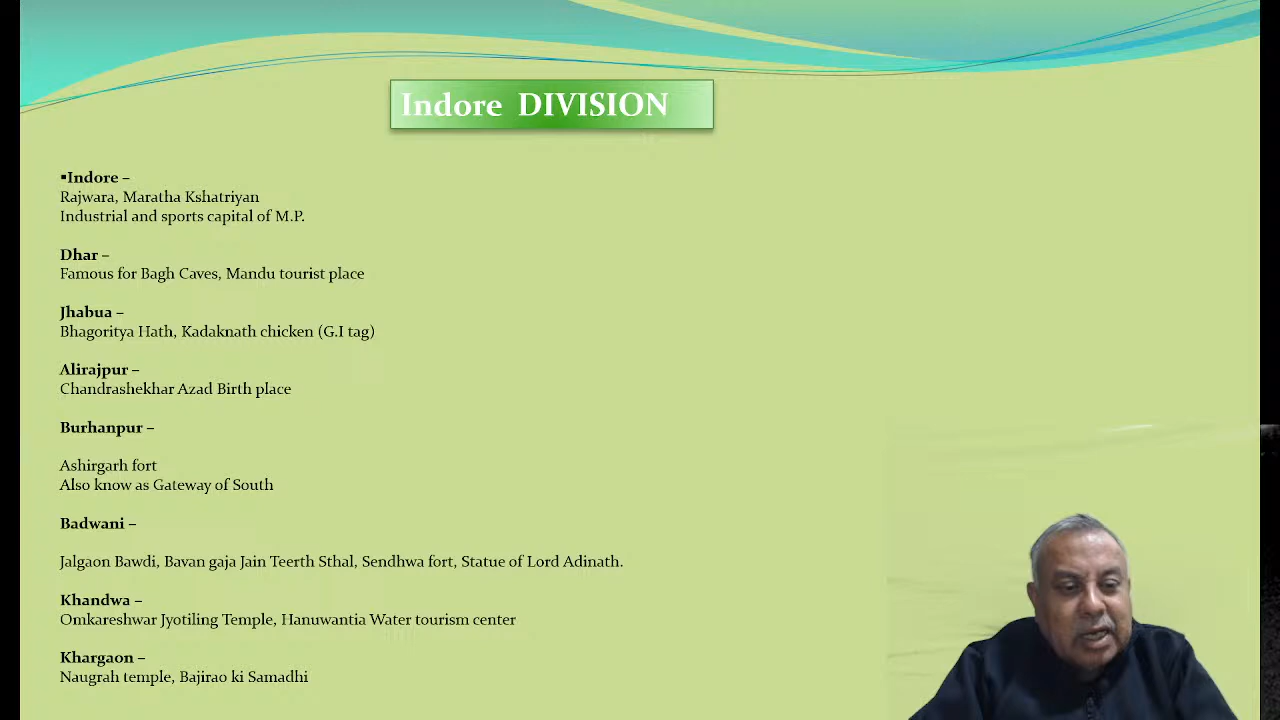 Indore DIVISION
▪Indore –
Rajwara, Maratha Kshatriyan
Industrial and sports capital of M.P.
Dhar –
Famous for Bagh Caves, Mandu tourist place
Jhabua –
Bhagoritya Hath, Kadaknath chicken (G.I tag)
Alirajpur –
Chandrashekhar Azad Birth place
Burhanpur –
Ashirgarh fort
Also know as Gateway of South
Badwani –
Jalgaon Bawdi, Bavan gaja Jain Teerth Sthal, Sendhwa fort, Statue of Lord Adinath.
Khandwa –
Omkareshwar Jyotiling Temple, Hanuwantia Water tourism center
Khargaon –
Naugrah temple, Bajirao ki Samadhi